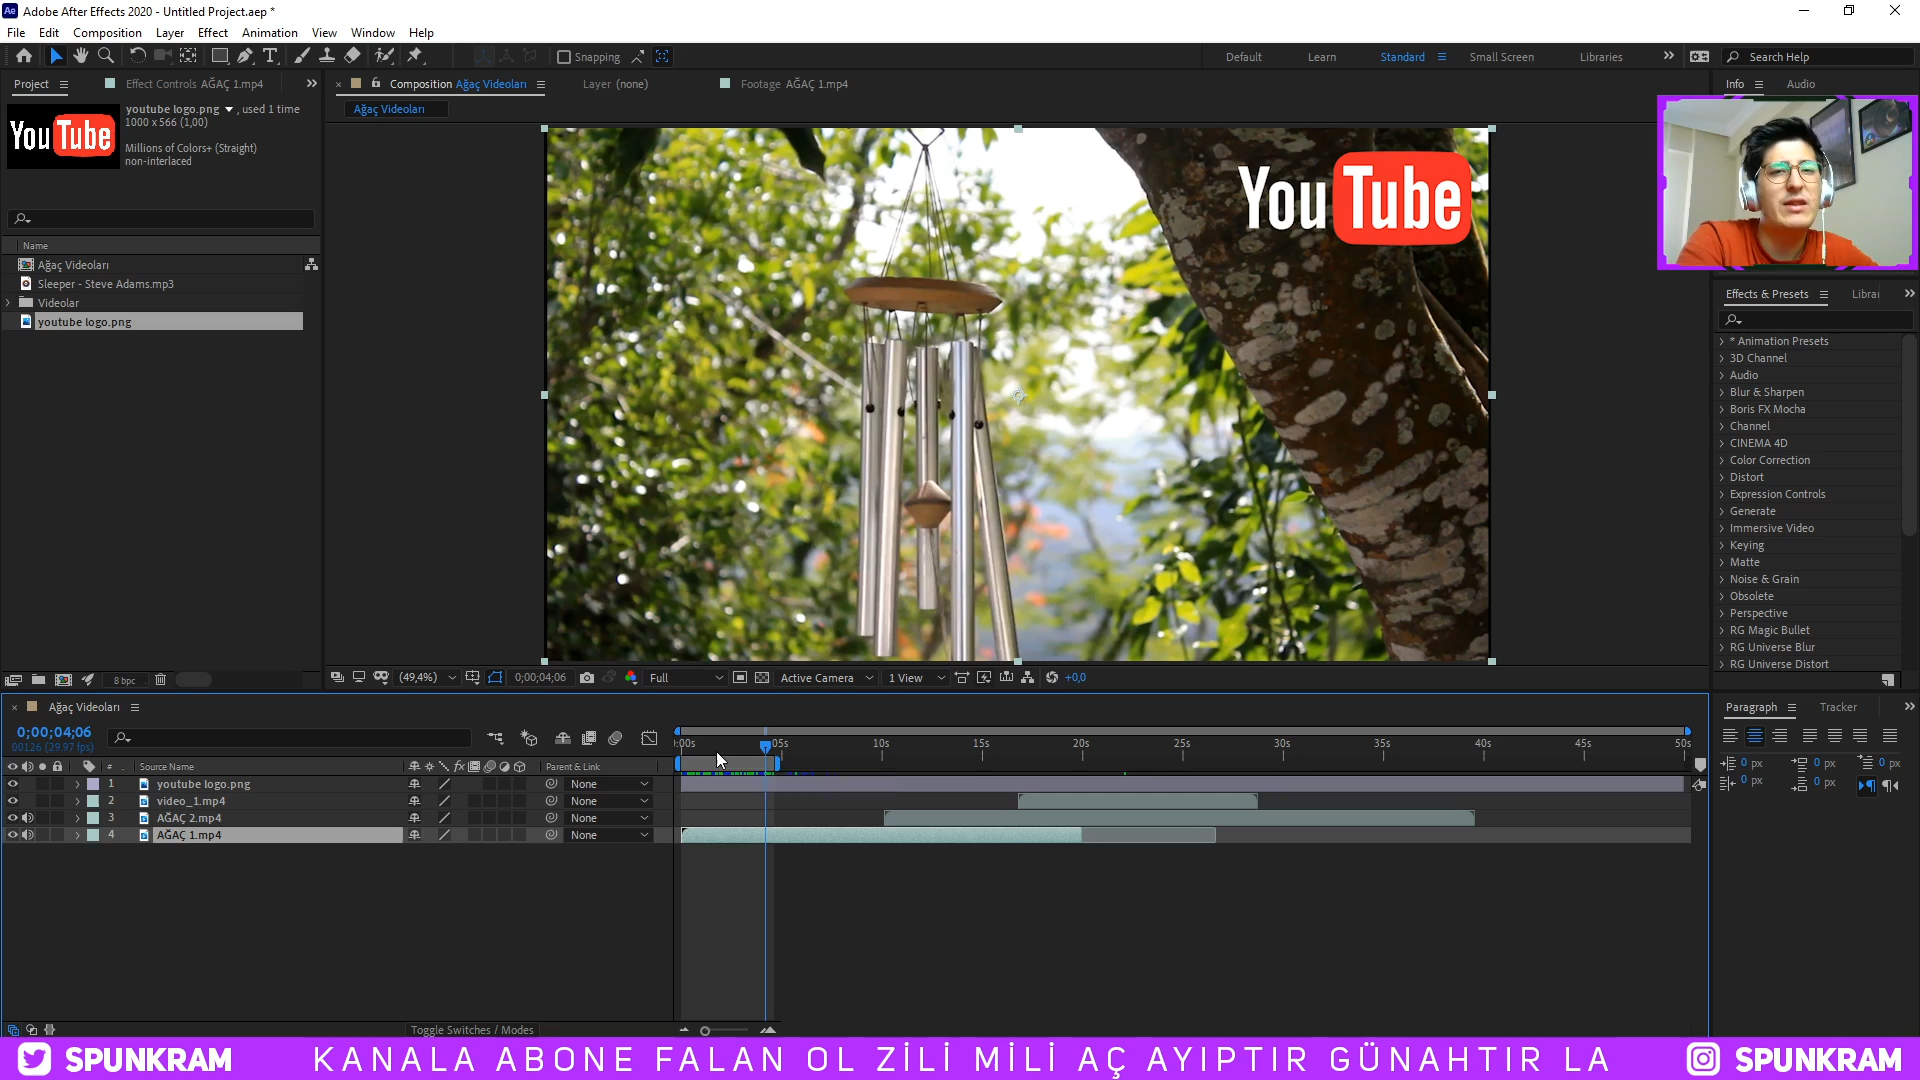 Adobe After Effects 2020 - Untitled Project.aep *
File Edit Composition Layer Effect Animation View Window Help
Snapping
Default Learn Standard Small Screen Libraries Search Help
Project Effect Controls AĞAÇ 1.mp4
Composition Ağaç Videoları Layer (none) Footage AĞAÇ 1.mp4
Info Audio
Ağaç Videoları
youtube logo.png , used 1 time
1000 x 566 (1,00)
Millions of Colors+ (Straight)
non-interlaced
YouTube
YouTube
Name
Ağaç Videoları
Sleeper - Steve Adams.mp3
Videolar
youtube logo.png
Effects & Presets Librai
* Animation Presets
3D Channel
Audio
Blur & Sharpen
Boris FX Mocha
Channel
CINEMA 4D
Color Correction
Distort
Expression Controls
Generate
Immersive Video
Keying
Matte
Noise & Grain
Obsolete
Perspective
RG Magic Bullet
RG Universe Blur
RG Universe Distort
8 bpc
(49,4%) 0;00;04;06 Full Active Camera 1 View +0,0
Ağaç Videoları
0;00;04;06
00126 (29.97 fps)
:00s 05s 10s 15s 20s 25s 30s 35s 40s 45s 50s
# Source Name fx Parent & Link
1 youtube logo.png None
2 video_1.mp4 None
3 AĞAÇ 2.mp4 None
4 AĞAÇ 1.mp4 None
Toggle Switches / Modes
Paragraph Tracker
0 px 0 px 0 px
0 px 0 px
SPUNKRAM KANALA ABONE FALAN OL ZİLİ MİLİ AÇ AYIPTIR GÜNAHTIR LA SPUNKRAM